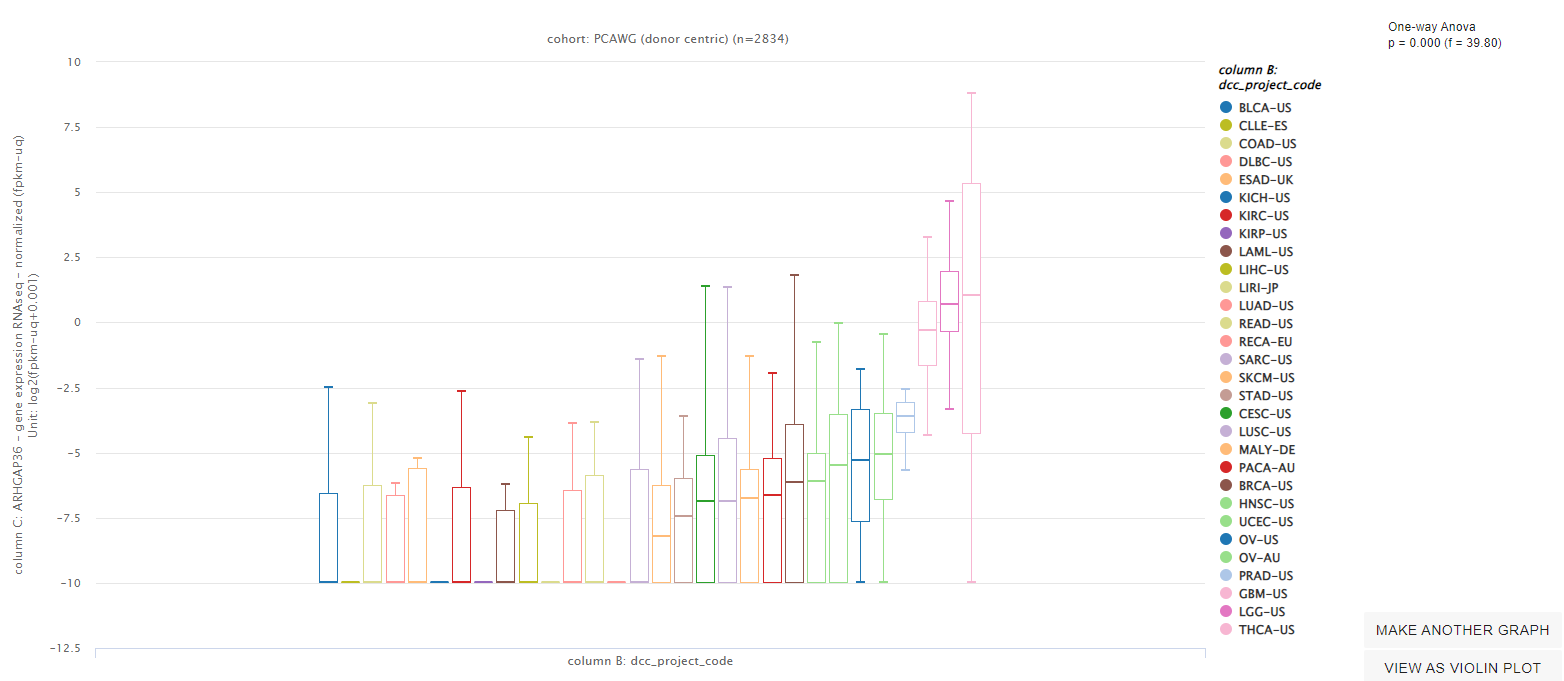 cohort: PCAWG (donor centric) (n=2834)
One-way Anova
p = 0.000 (f = 39.80)
column C: ARHGAP36 – gene expression RNAseq – normalized (fpkm–uq)
Unit: log2(fpkm–uq+0.001)
10
7.5
5
2.5
0
−2.5
−5
−7.5
−10
−12.5
column B: dcc_project_code
column B:
dcc_project_code
BLCA–US
CLLE–ES
COAD–US
DLBC–US
ESAD–UK
KICH–US
KIRC–US
KIRP–US
LAML–US
LIHC–US
LIRI–JP
LUAD–US
READ–US
RECA–EU
SARC–US
SKCM–US
STAD–US
CESC–US
LUSC–US
MALY–DE
PACA–AU
BRCA–US
HNSC–US
UCEC–US
OV–US
OV–AU
PRAD–US
GBM–US
LGG–US
THCA–US
MAKE ANOTHER GRAPH
VIEW AS VIOLIN PLOT